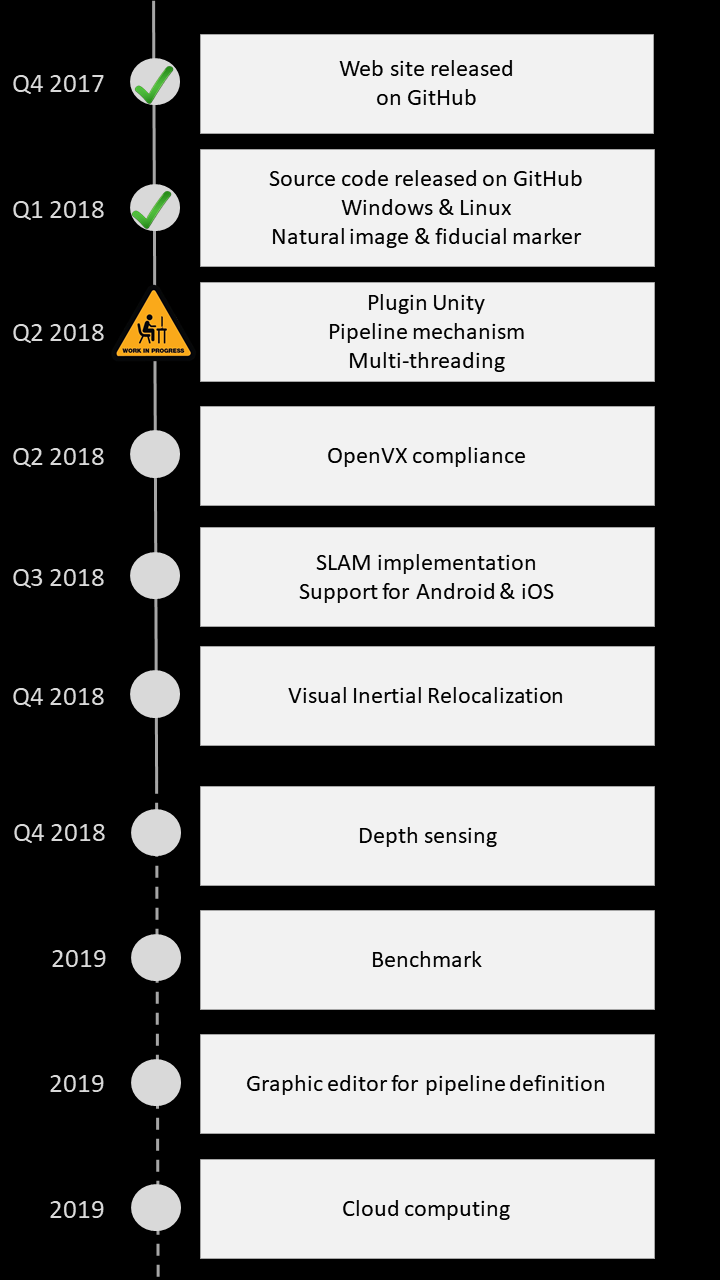 Q4 2017
Web site released
on GitHub
Q1 2018
Source code released on GitHub
Windows & Linux
Natural image & fiducial marker
Q2 2018
WORK IN PROGRESS
Plugin Unity
Pipeline mechanism
Multi-threading
Q2 2018
OpenVX compliance
Q3 2018
SLAM implementation
Support for Android & iOS
Q4 2018
Visual Inertial Relocalization
Q4 2018
Depth sensing
2019
Benchmark
2019
Graphic editor for pipeline definition
2019
Cloud computing